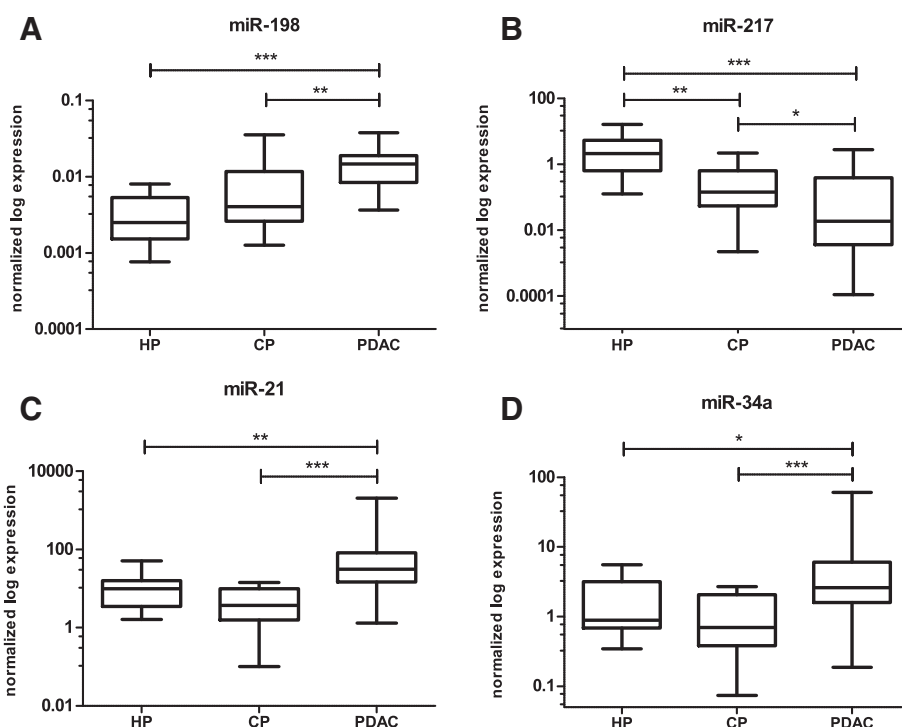 A
miR-198
***
**
0.1
0.01
0.001
0.0001
normalized log expression
HP CP PDAC
B
miR-217
***
**
*
100
1
0.01
0.0001
normalized log expression
HP CP PDAC
C
miR-21
**
***
10000
100
1
0.01
normalized log expression
HP CP PDAC
D
miR-34a
*
***
100
10
1
0.1
normalized log expression
HP CP PDAC